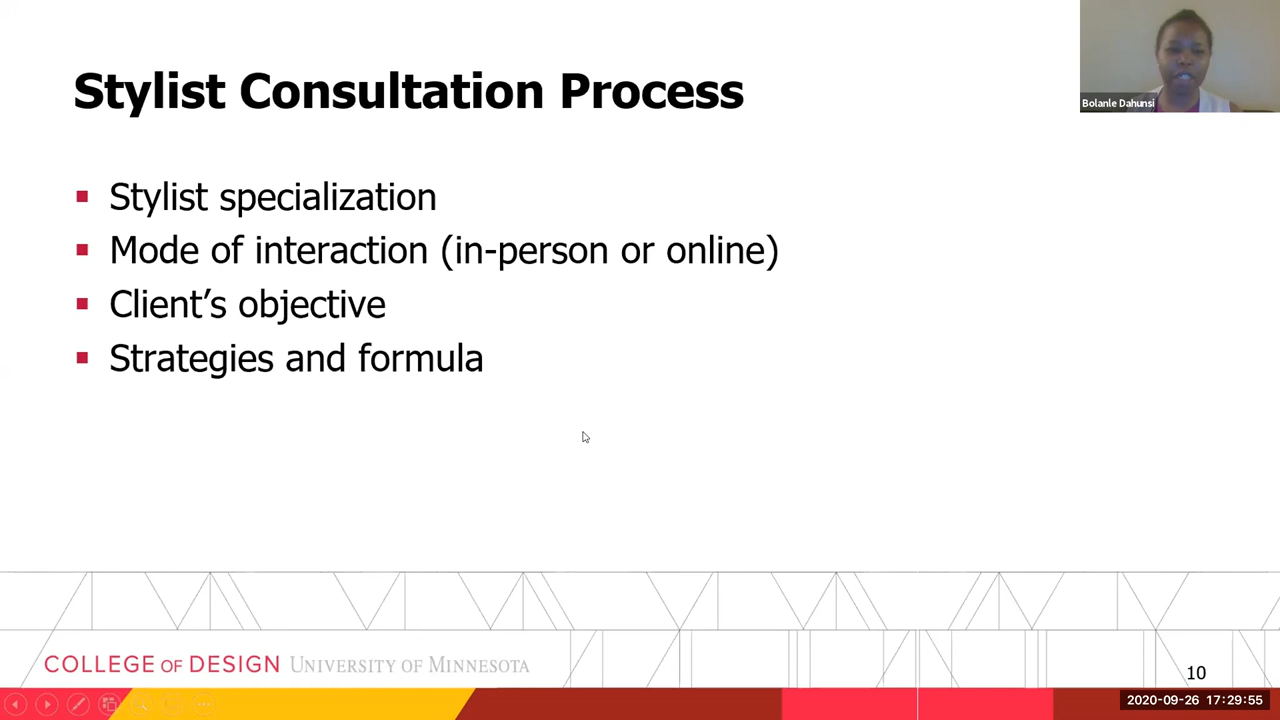 Stylist Consultation Process
Bolanle Dahunsi
Stylist specialization
Mode of interaction (in-person or online)
Client's objective
Strategies and formula
COLLEGE OF DESIGN UNIVERSITY OF MINNESOTA
10
2020-09-26 17:29:55